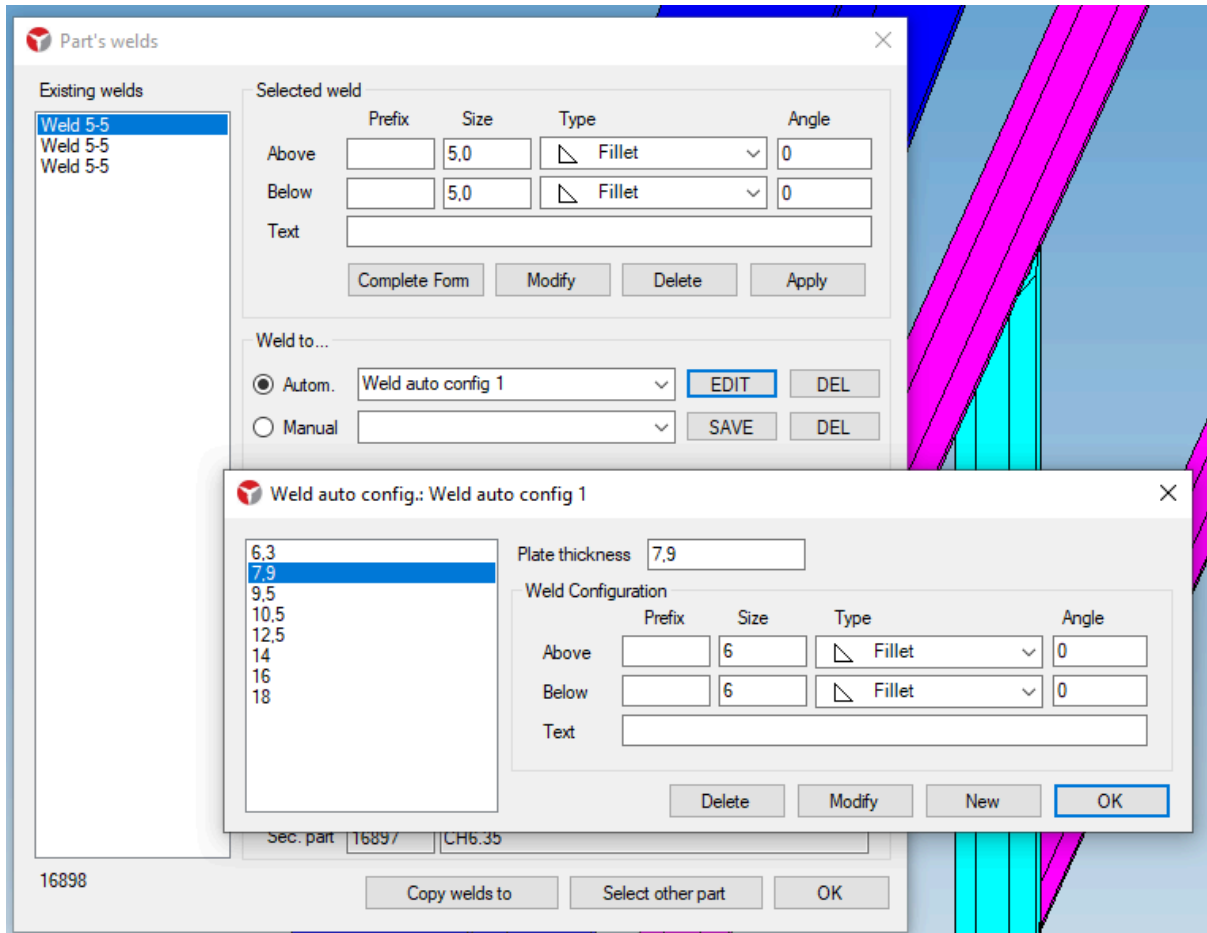 Part's welds
Existing welds
Weld 5-5
Weld 5-5
Weld 5-5
16898
Selected weld
Prefix Size Type Angle
Above 5,0 Fillet 0
Below 5,0 Fillet 0
Text
Complete Form Modify Delete Apply
Weld to...
Autom. Weld auto config 1 EDIT DEL
Manual SAVE DEL
Weld auto config.: Weld auto config 1
6,3
7,9
9,5
10,5
12,5
14
16
18
Plate thickness 7,9
Weld Configuration
Prefix Size Type Angle
Above 6 Fillet 0
Below 6 Fillet 0
Text
Delete Modify New OK
Sec. part 16897 CH6.35
Copy welds to Select other part OK